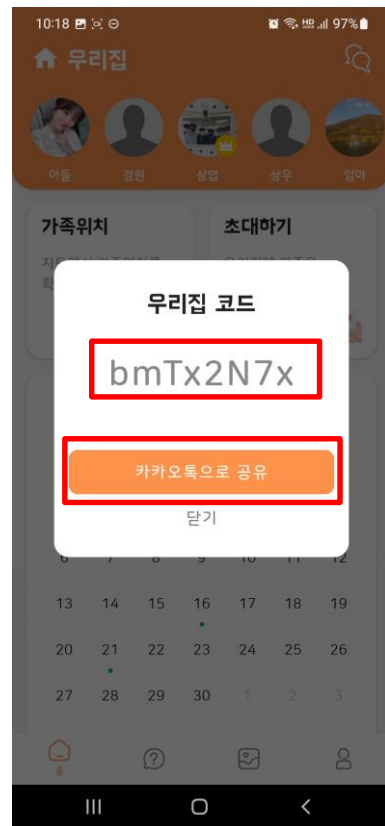 10:18 97%
우리집
아들 경원 상업 상우 엄마
가족위치 초대하기
우리집 코드
bmTx2N7x
카카오톡으로 공유
닫기
6 7 8 9 10 11 12
13 14 15 16 17 18 19
20 21 22 23 24 25 26
27 28 29 30 1 2 3
홈